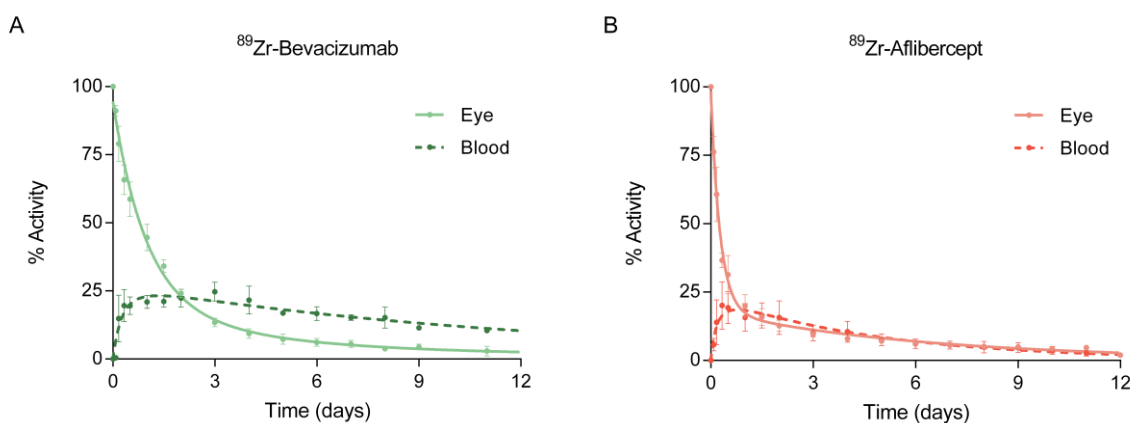 A
⁸⁹Zr-Bevacizumab
100
75
50
25
0
% Activity
Eye
Blood
0
3
6
9
12
Time (days)
B
⁸⁹Zr-Aflibercept
100
75
50
25
0
% Activity
Eye
Blood
0
3
6
9
12
Time (days)